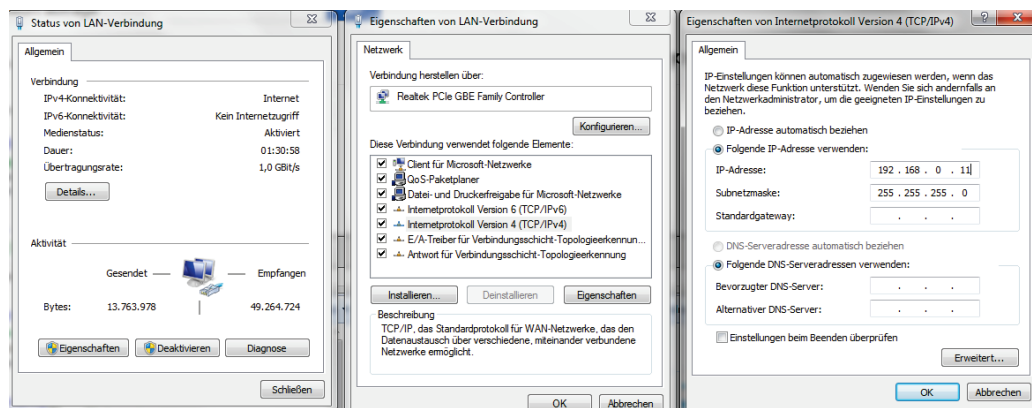 Status von LAN-Verbindung
Allgemein
Verbindung
IPv4-Konnektivität: Internet
IPv6-Konnektivität: Kein Internetzugriff
Medienstatus: Aktiviert
Dauer: 01:30:58
Übertragungsrate: 1,0 GBit/s
Details...
Aktivität
Gesendet Empfangen
Bytes: 13.763.978 49.264.724
Eigenschaften Deaktivieren Diagnose
Schließen
Eigenschaften von LAN-Verbindung
Netzwerk
Verbindung herstellen über:
Realtek PCIe GBE Family Controller
Konfigurieren...
Diese Verbindung verwendet folgende Elemente:
Client für Microsoft-Netzwerke
QoS-Paketplaner
Datei- und Druckerfreigabe für Microsoft-Netzwerke
Internetprotokoll Version 6 (TCP/IPv6)
Internetprotokoll Version 4 (TCP/IPv4)
E/A-Treiber für Verbindungsschicht-Topologieerkennun...
Antwort für Verbindungsschicht-Topologieerkennung
Installieren... Deinstallieren Eigenschaften
Beschreibung
TCP/IP, das Standardprotokoll für WAN-Netzwerke, das den
Datenaustausch über verschiedene, miteinander verbundene
Netzwerke ermöglicht.
OK Abbrechen
Eigenschaften von Internetprotokoll Version 4 (TCP/IPv4)
Allgemein
IP-Einstellungen können automatisch zugewiesen werden, wenn das
Netzwerk diese Funktion unterstützt. Wenden Sie sich andernfalls an
den Netzwerkadministrator, um die geeigneten IP-Einstellungen zu
beziehen.
IP-Adresse automatisch beziehen
Folgende IP-Adresse verwenden:
IP-Adresse: 192 . 168 . 0 . 11
Subnetzmaske: 255 . 255 . 255 . 0
Standardgateway: . . .
DNS-Serveradresse automatisch beziehen
Folgende DNS-Serveradressen verwenden:
Bevorzugter DNS-Server: . . .
Alternativer DNS-Server: . . .
Einstellungen beim Beenden überprüfen
Erweitert...
OK Abbrechen